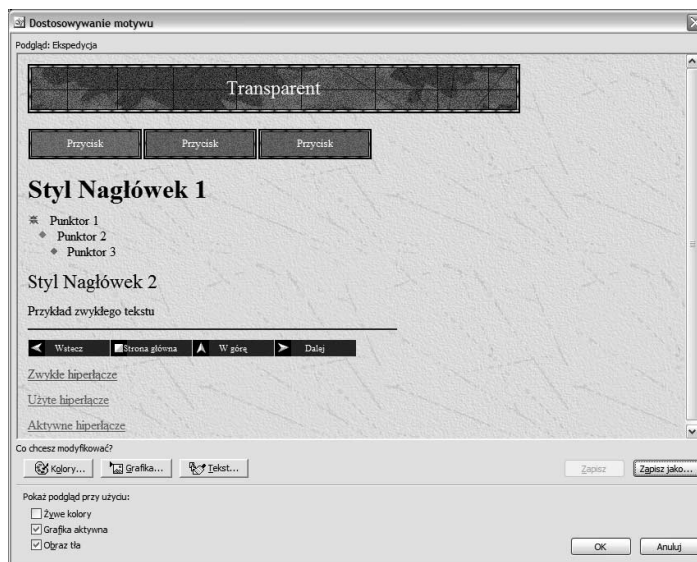 Dostosowywanie motywu
Podgląd: Ekspedycja
Transparent
Przycisk Przycisk Przycisk
Styl Nagłówek 1
Punktor 1
Punktor 2
Punktor 3
Styl Nagłówek 2
Przykład zwykłego tekstu
Wstecz Strona główna W górę Dalej
Zwykłe hiperłącze
Użyte hiperłącze
Aktywne hiperłącze
Co chcesz modyfikować?
Kolory... Grafika... Tekst... Zapisz Zapisz jako...
Pokaż podgląd przy użyciu:
Żywe kolory
Grafika aktywna
Obraz tła
OK Anuluj